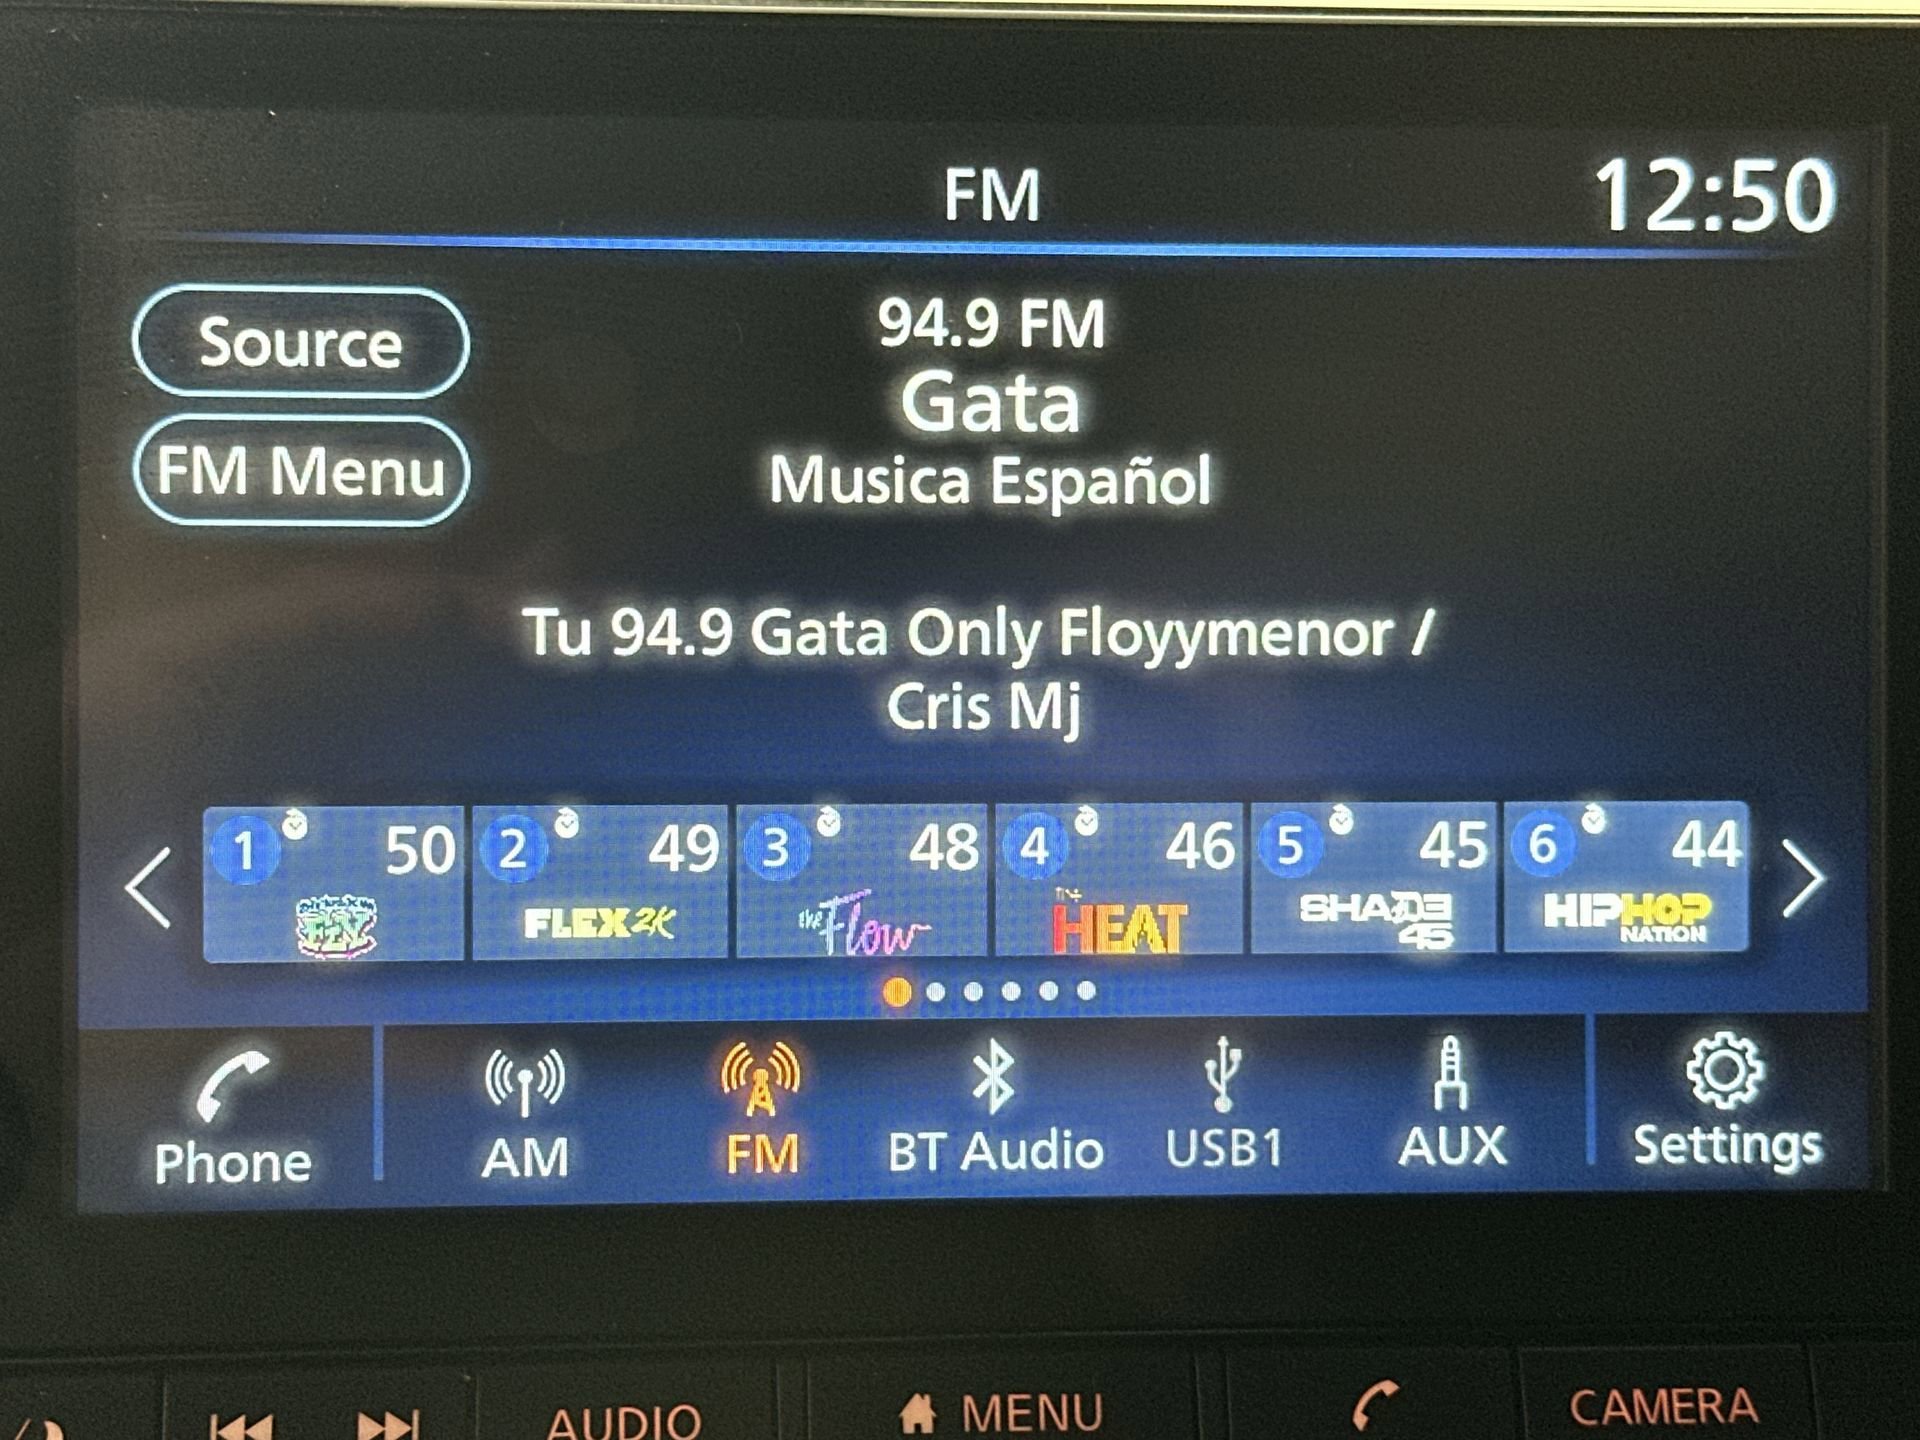 FM
12:50
Source
94.9 FM
Gata
FM Menu
Musica Español
Tu 94.9 Gata Only Floyymenor /
Cris Mj
1 50
2 49
FLEX2K
3 48
the Flow
4 46
THE HEAT
5 45
SHADE
45
6 44
HIPHOP
NATION
Phone
AM
FM
BT Audio
USB1
AUX
Settings
AUDIO
MENU
CAMERA